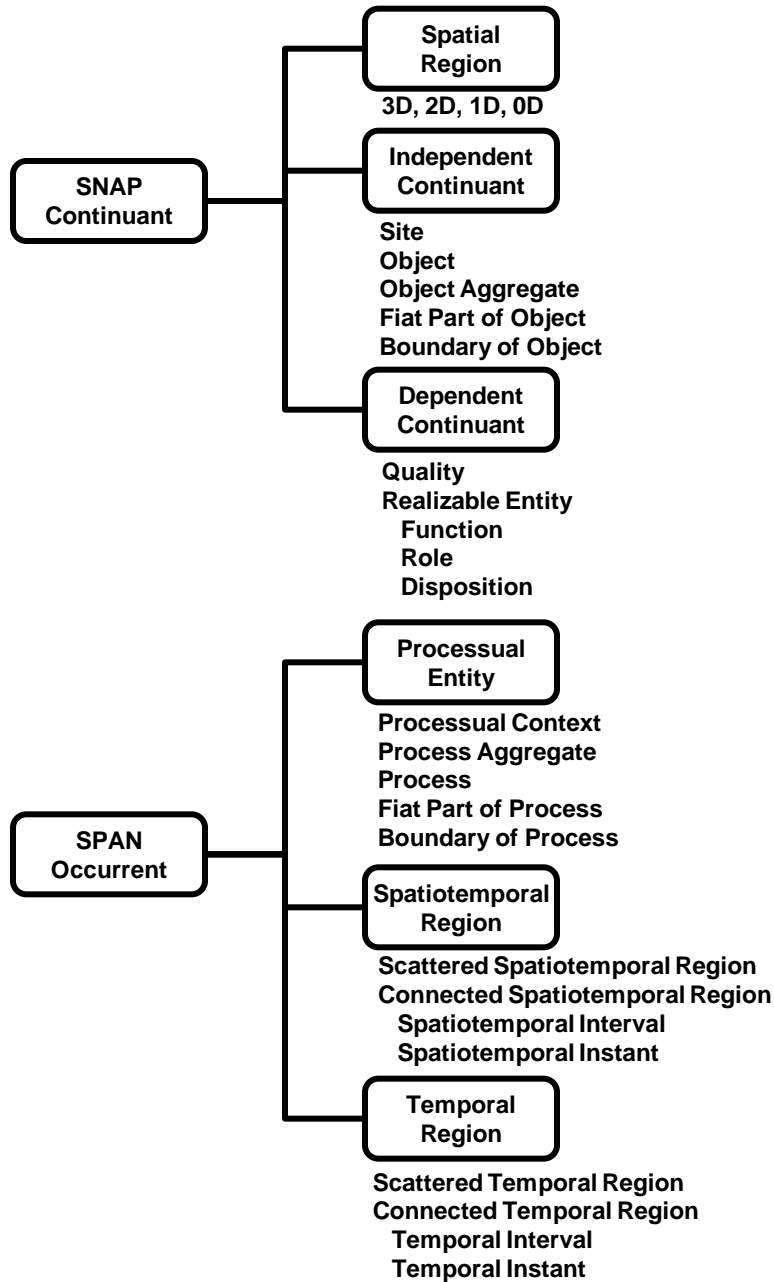 Spatial
Region
3D, 2D, 1D, 0D
Independent
Continuant
SNAP
Continuant
Site
Object
Object Aggregate
Fiat Part of Object
Boundary of Object
Dependent
Continuant
Quality
Realizable Entity
Function
Role
Disposition
Processual
Entity
Processual Context
Process Aggregate
Process
Fiat Part of Process
Boundary of Process
SPAN
Occurrent
Spatiotemporal
Region
Scattered Spatiotemporal Region
Connected Spatiotemporal Region
Spatiotemporal Interval
Spatiotemporal Instant
Temporal
Region
Scattered Temporal Region
Connected Temporal Region
Temporal Interval
Temporal Instant